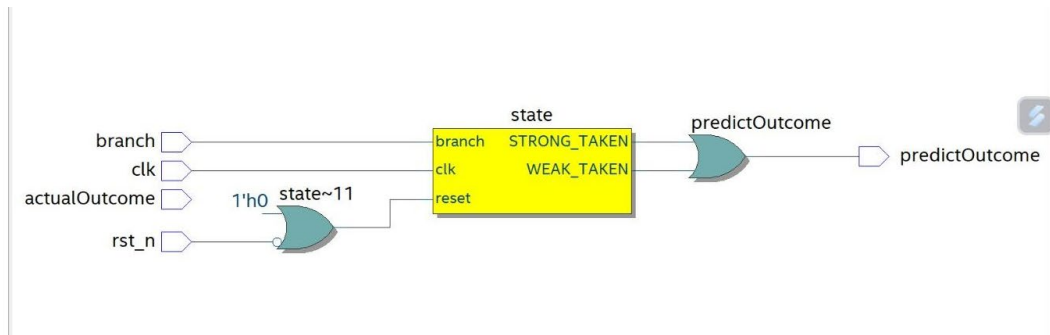 state
predictOutcome
branch
branch
STRONG_TAKEN
predictOutcome
clk
clk
WEAK_TAKEN
actualOutcome
1'h0
state~11
reset
rst_n